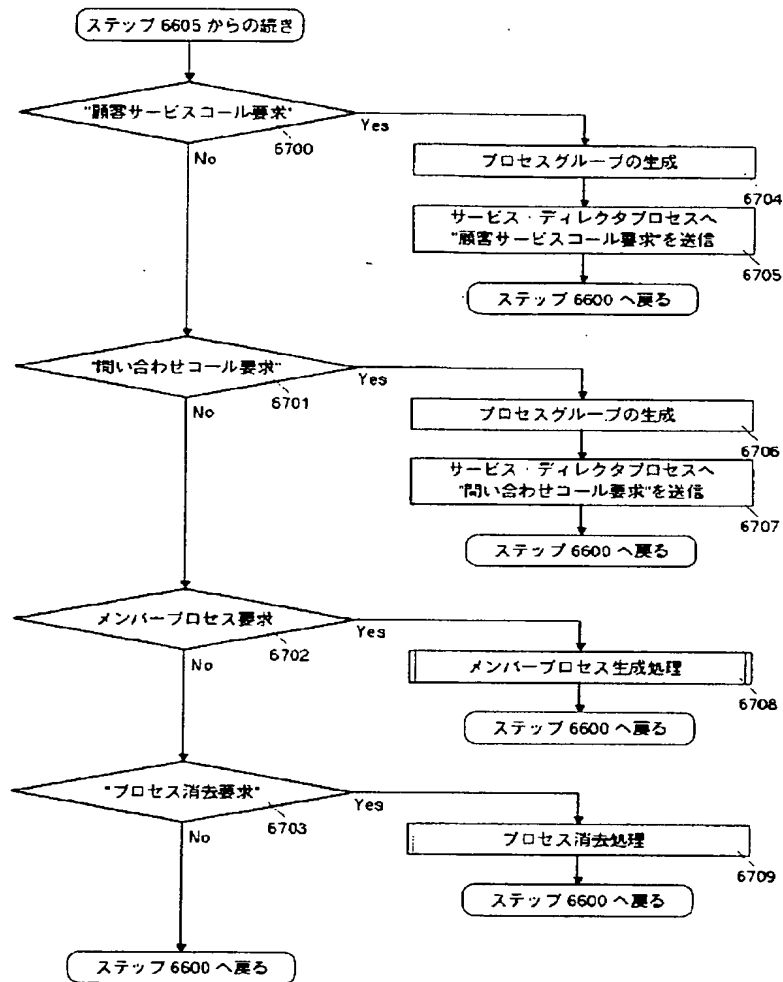 ステップ 6605 からの続き
"顧客サービスコール要求"
6700
Yes
No
プロセスグループの生成
6704
サービス・ディレクタプロセスへ
"顧客サービスコール要求"を送信
6705
ステップ 6600 へ戻る
"問い合わせコール要求"
6701
Yes
No
プロセスグループの生成
6706
サービス・ディレクタプロセスへ
"問い合わせコール要求"を送信
6707
ステップ 6600 へ戻る
メンバープロセス要求
6702
Yes
No
メンバープロセス生成処理
6708
ステップ 6600 へ戻る
"プロセス消去要求"
6703
Yes
No
プロセス消去処理
6709
ステップ 6600 へ戻る
ステップ 6600 へ戻る